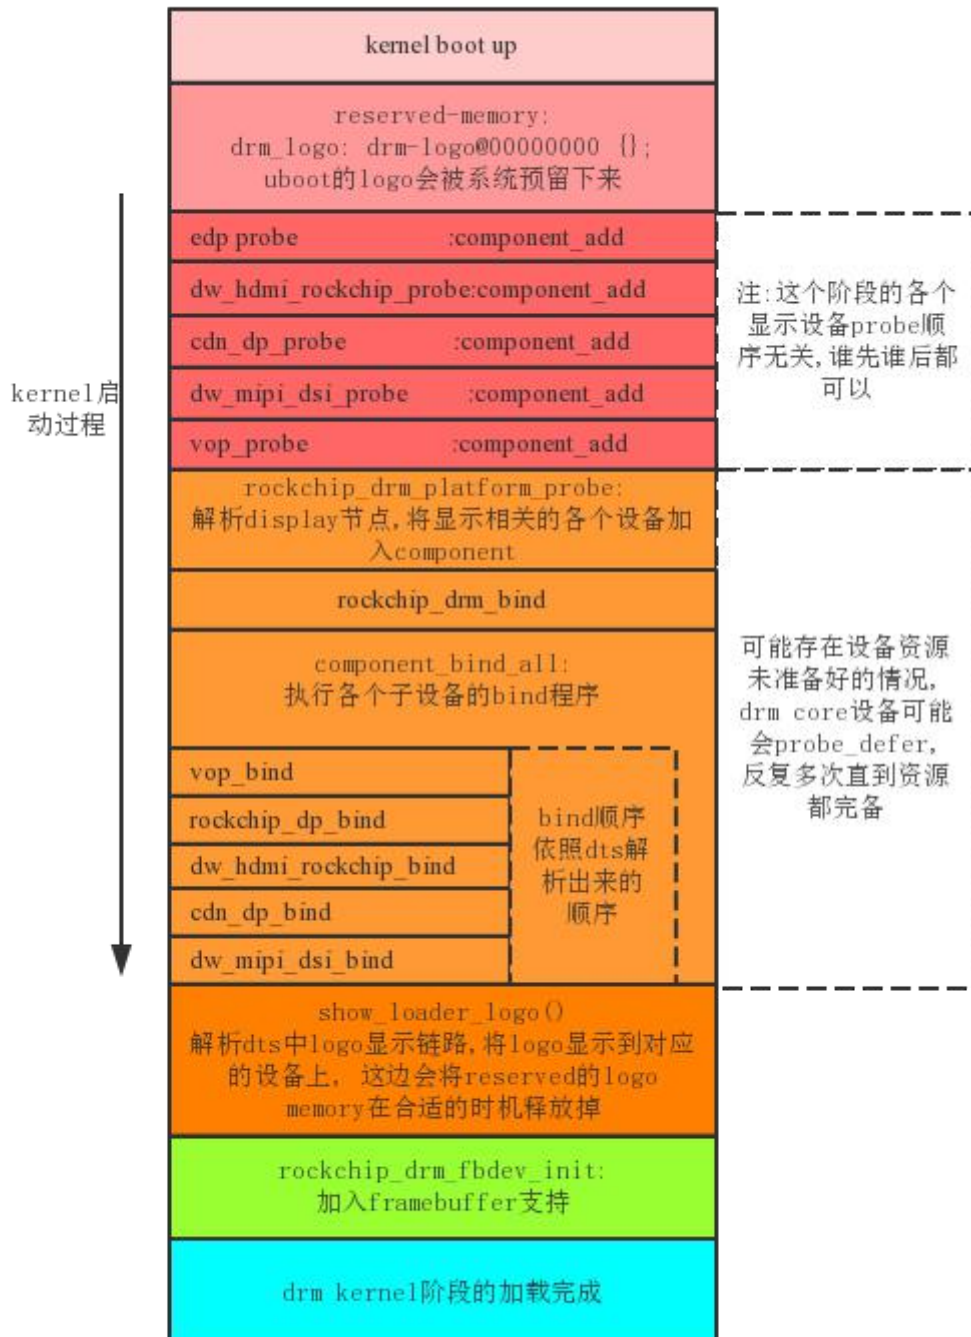 kernel boot up
reserved-memory:
drm_logo: drm-logo@00000000 {};
uboot的logo会被系统预留下来
edp probe :component_add
dw_hdmi_rockchip_probe:component_add
cdn_dp_probe :component_add
dw_mipi_dsi_probe :component_add
vop_probe :component_add
注:这个阶段的各个
显示设备probe顺
序无关,谁先谁后都
可以
kernel启
动过程
rockchip_drm_platform_probe:
解析display节点,将显示相关的各个设备加
入component
rockchip_drm_bind
component_bind_all:
执行各个子设备的bind程序
vop_bind
rockchip_dp_bind
dw_hdmi_rockchip_bind
cdn_dp_bind
dw_mipi_dsi_bind
bind顺序
依照dts解
析出来的
顺序
可能存在设备资源
未准备好的情况,
drm core设备可能
会probe_defer,
反复多次直到资源
都完备
show_loader_logo()
解析dts中logo显示链路,将logo显示到对应
的设备上, 这边会将reserved的logo
memory在合适的时机释放掉
rockchip_drm_fbdev_init:
加入framebuffer支持
drm kernel阶段的加载完成